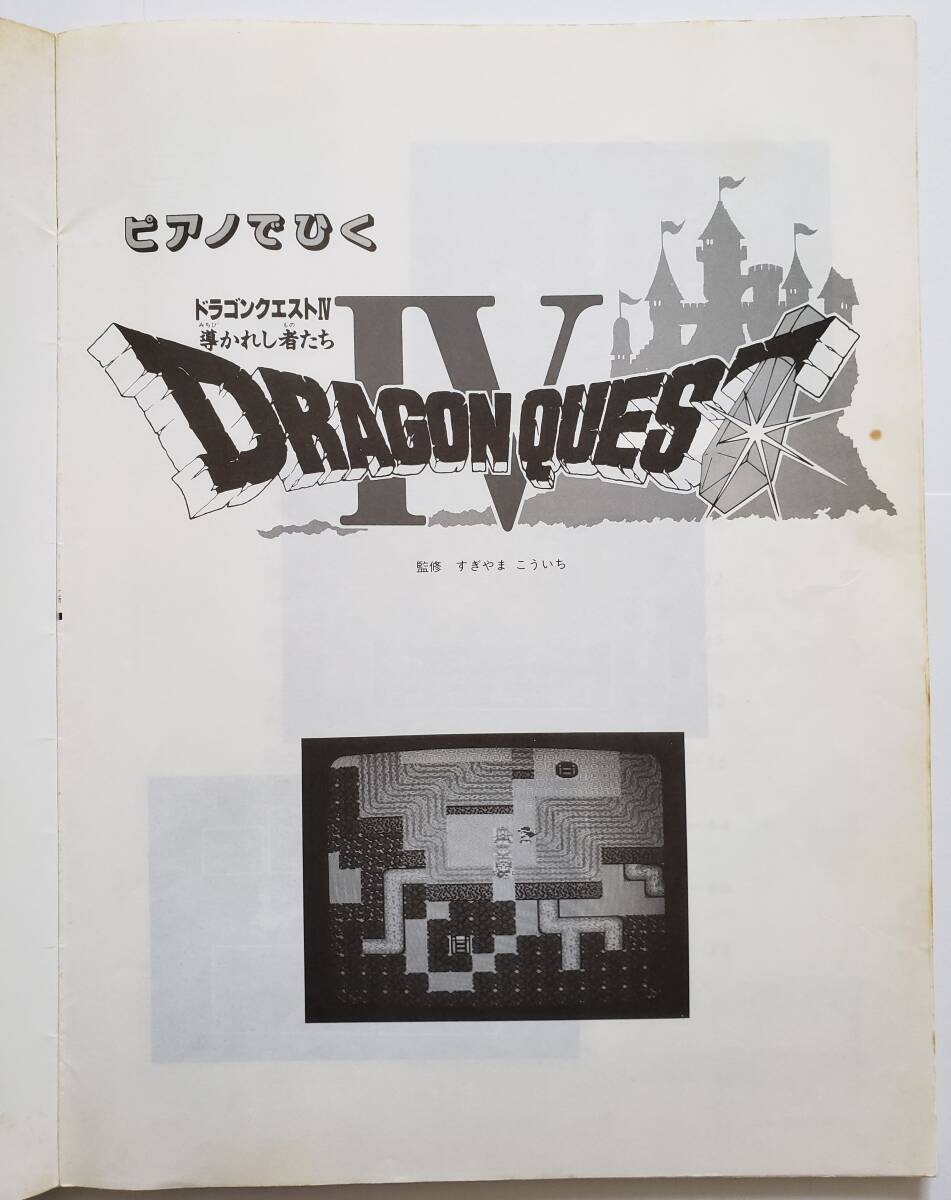 ピアノでひく
ドラゴンクエストIV
みちび もの
導かれし者たち
IV
DRAGON QUEST
監修 すぎやま こういち